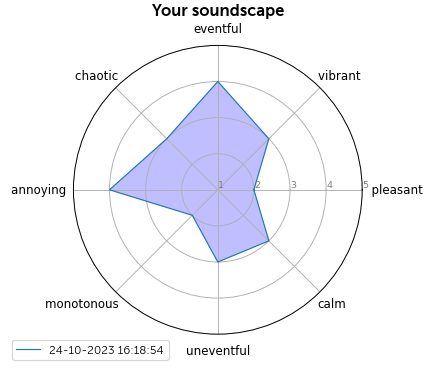 Your soundscape
eventful
chaotic
vibrant
annoying
1
2
3
4
5
pleasant
monotonous
calm
24-10-2023 16:18:54
uneventful